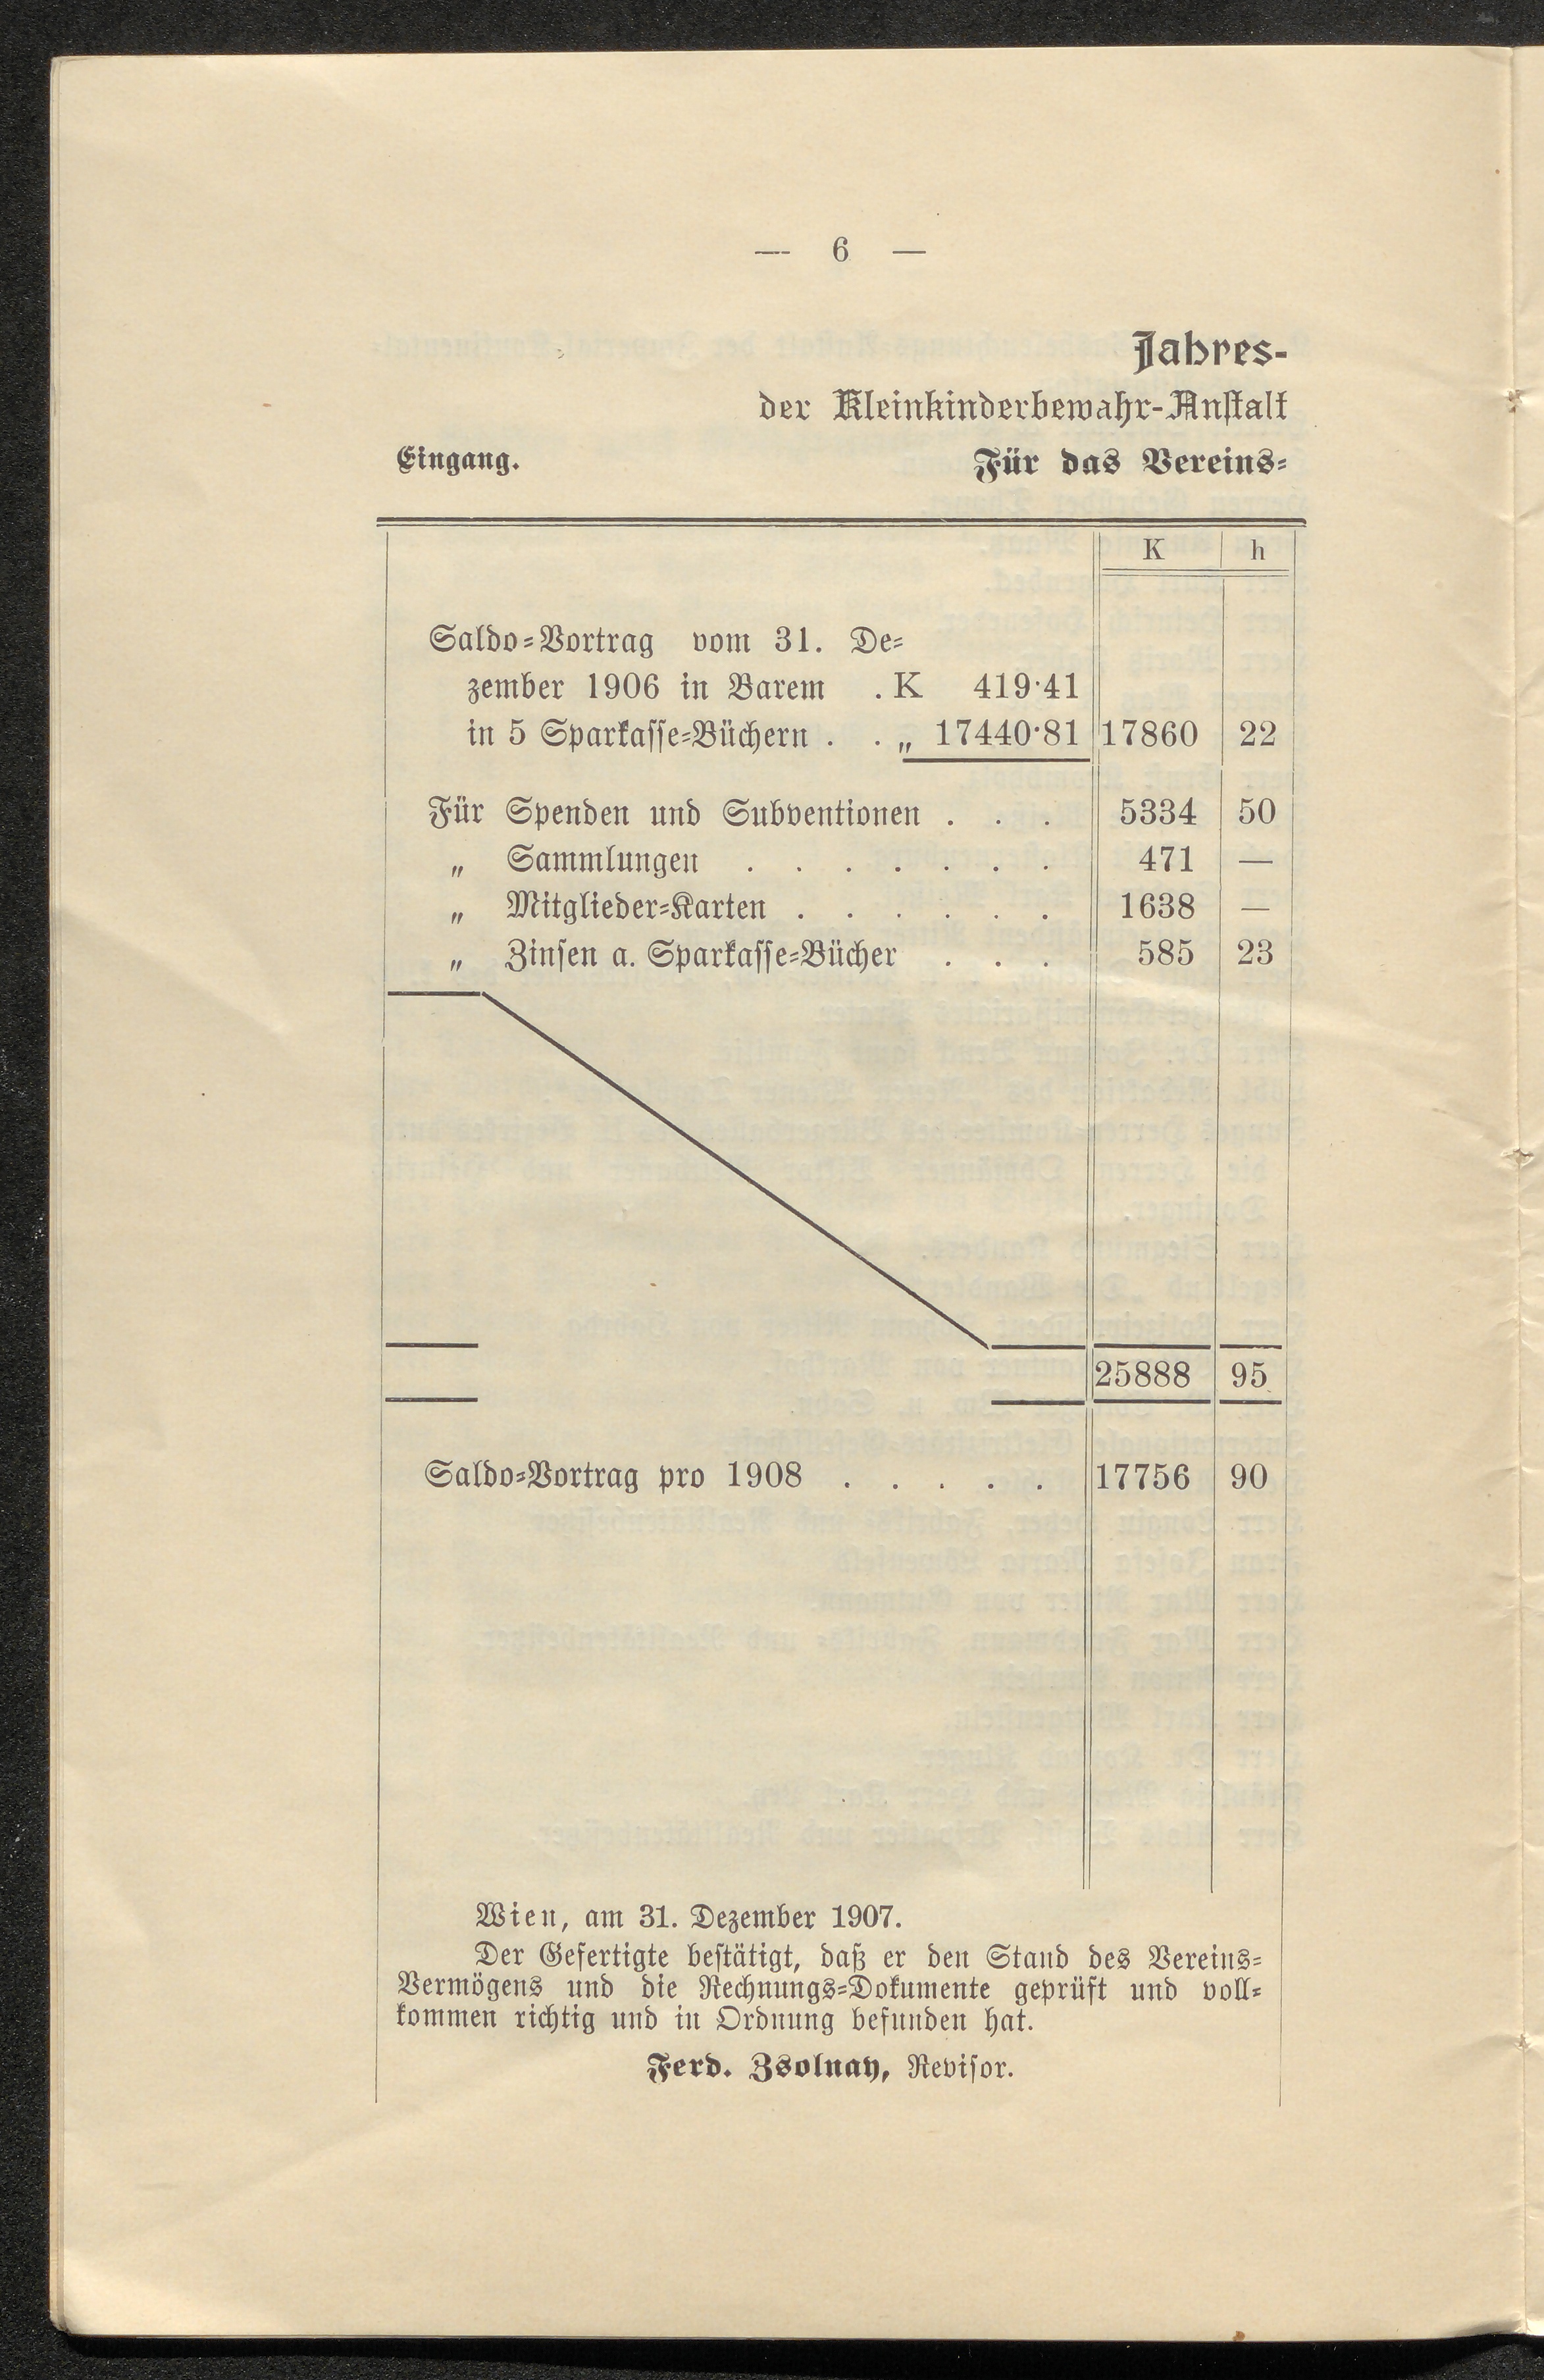 — 6 —
Jahres-
der Kleinkinderbewahr-Anstalt
Eingang. Für das Vereins-
K h
Saldo-Vortrag vom 31. De-
zember 1906 in Barem . K 419·41
in 5 Sparkasse-Büchern . . „ 17440·81 17860 22
Für Spenden und Subventionen . . . 5334 50
„ Sammlungen . . . . . . . 471 —
„ Mitglieder-Karten . . . . . . 1638 —
„ Zinsen a. Sparkasse-Bücher . . . 585 23
25888 95
Saldo-Vortrag pro 1908 . . . . . 17756 90
Wien, am 31. Dezember 1907.
Der Gefertigte bestätigt, daß er den Stand des Vereins-
Vermögens und die Rechnungs-Dokumente geprüft und voll-
kommen richtig und in Ordnung befunden hat.
Ferd. Zsolnay, Revisor.